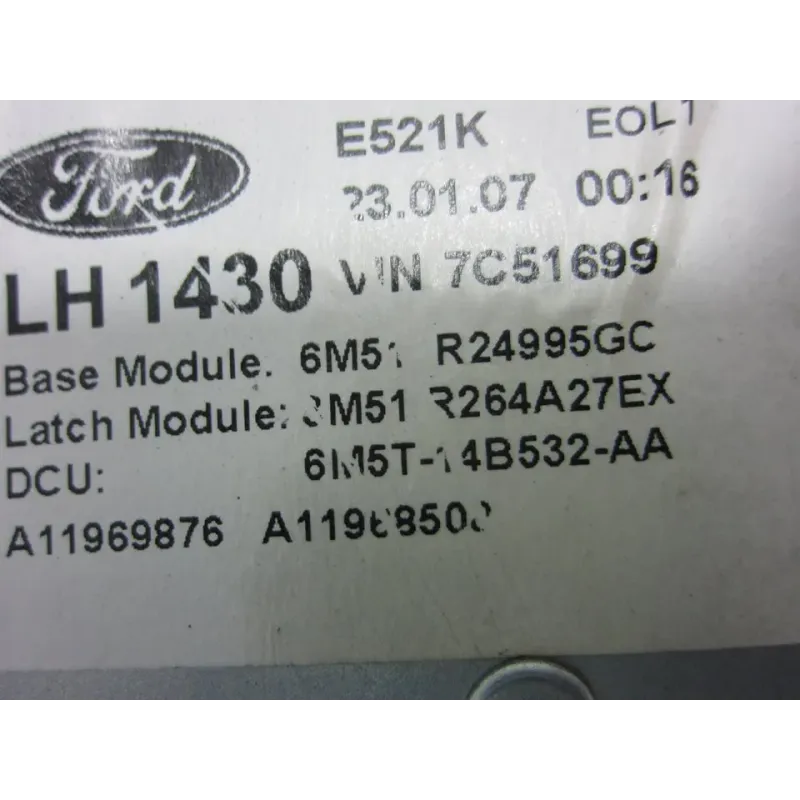 E521K EOL1
Ford 23.01.07 00:16
LH 1430 VIN 7C51699
Base Module: 6M51 R24995GC
Latch Module: R264A27EX
DCU: 6M5T-14B532-AA
A11969876